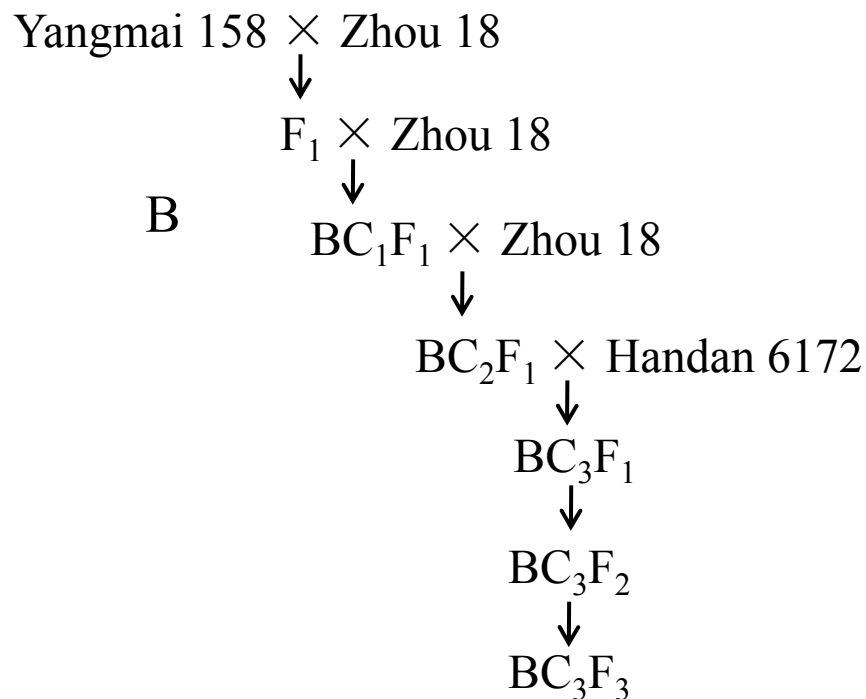 Yangmai 158 × Zhou 18
F₁ × Zhou 18
B
BC₁F₁ × Zhou 18
BC₂F₁ × Handan 6172
BC₃F₁
BC₃F₂
BC₃F₃